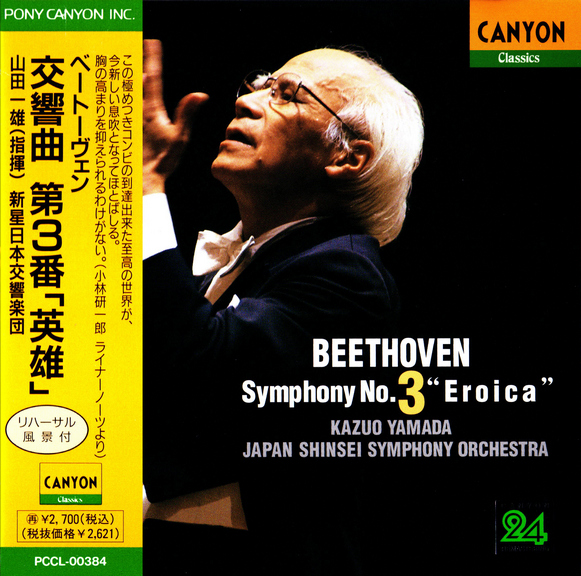 PONY CANYON INC.
この極めつきコンビの到達出来た至高の世界が、
今新しい息吹となってほとばしる。
胸の高まりを抑えられるわけがない。(小林研一郎 ライナーノーツより)
ベートーヴェン
交響曲 第3番「英雄」
山田一雄(指揮) 新星日本交響楽団
リハーサル
風景付
CANYON
Classics
再¥2,700(税込)
(税抜価格¥2,621)
PCCL-00384
CANYON
Classics
BEETHOVEN
Symphony No.3 "Eroica"
KAZUO YAMADA
JAPAN SHINSEI SYMPHONY ORCHESTRA
24